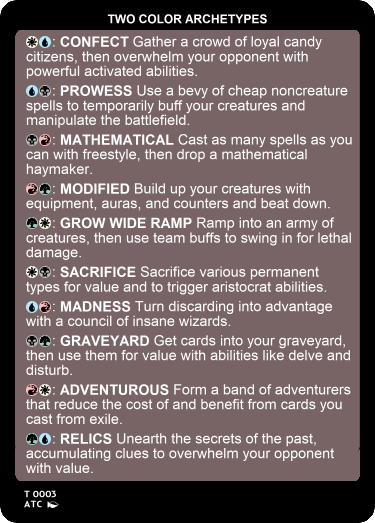 TWO COLOR ARCHETYPES
: CONFECT Gather a crowd of loyal candy
citizens, then overwhelm your opponent with
powerful activated abilities.
: PROWESS Use a bevy of cheap noncreature
spells to temporarily buff your creatures and
manipulate the battlefield.
: MATHEMATICAL Cast as many spells as you
can with freestyle, then drop a mathematical
haymaker.
: MODIFIED Build up your creatures with
equipment, auras, and counters and beat down.
: GROW WIDE RAMP Ramp into an army of
creatures, then use team buffs to swing in for lethal
damage.
: SACRIFICE Sacrifice various permanent
types for value and to trigger aristocrat abilities.
: MADNESS Turn discarding into advantage
with a council of insane wizards.
: GRAVEYARD Get cards into your graveyard,
then use them for value with abilities like delve and
disturb.
: ADVENTUROUS Form a band of adventurers
that reduce the cost of and benefit from cards you
cast from exile.
: RELICS Unearth the secrets of the past,
accumulating clues to overwhelm your opponent
with value.
T 0003
ATC